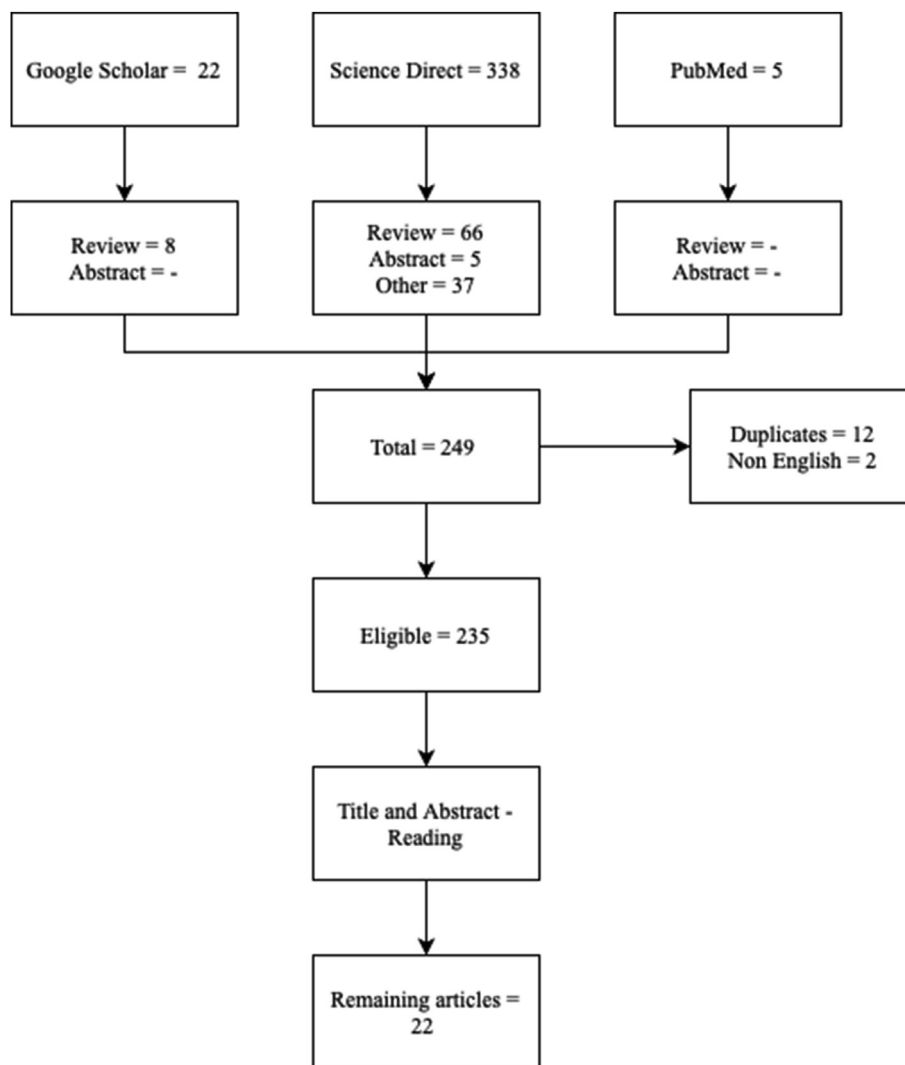 Google Scholar = 22
Science Direct = 338
PubMed = 5
Review = 8
Abstract = -
Review = 66
Abstract = 5
Other = 37
Review = -
Abstract = -
Total = 249
Duplicates = 12
Non English = 2
Eligible = 235
Title and Abstract -
Reading
Remaining articles =
22